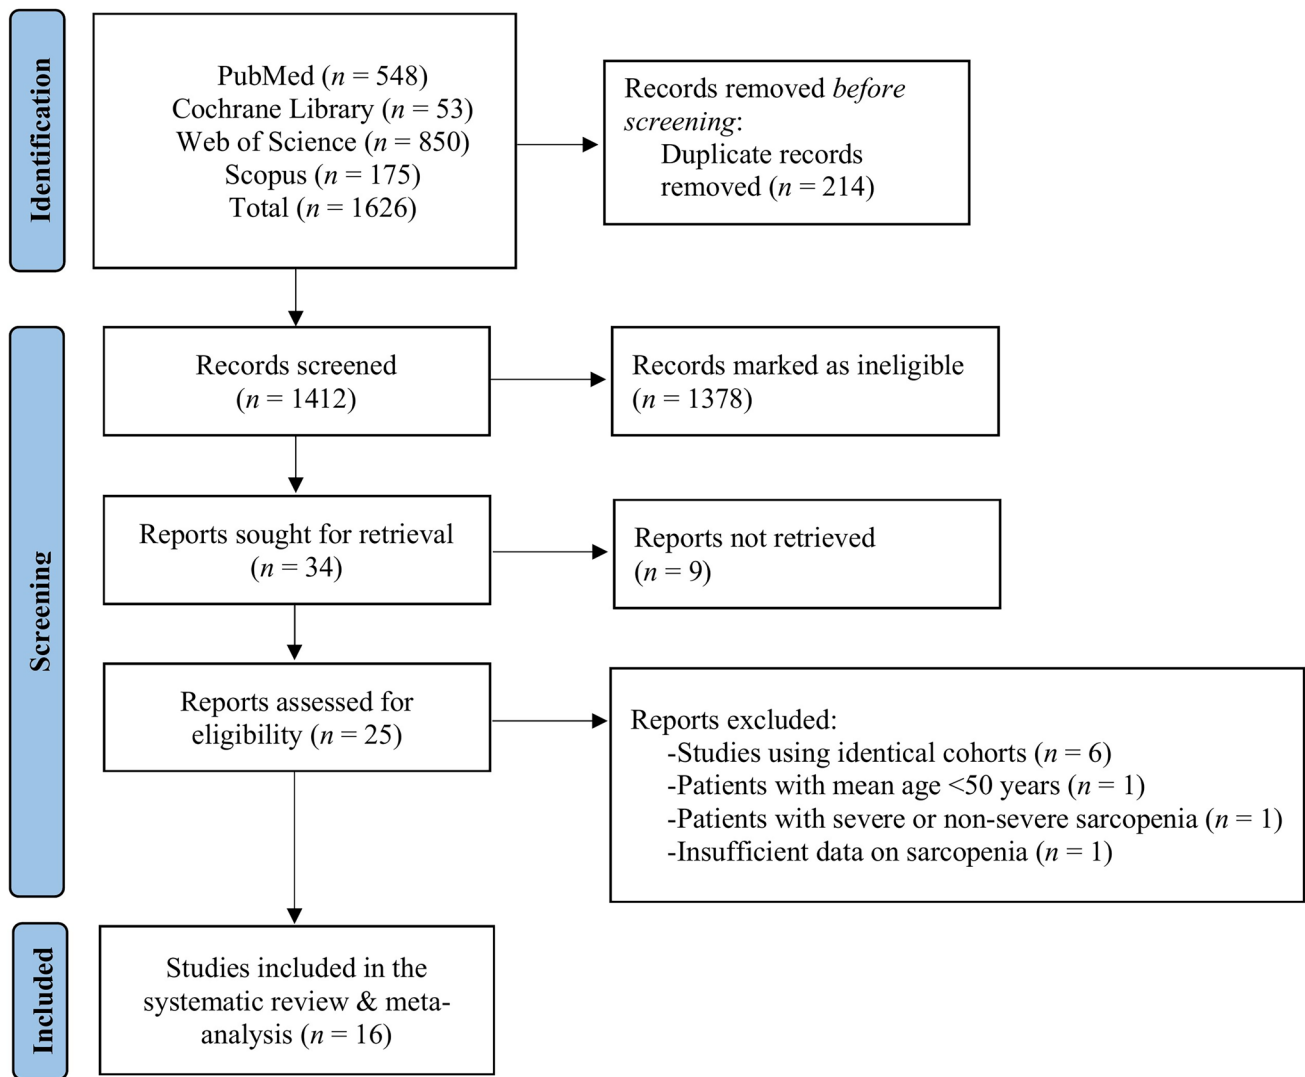 Identification
PubMed (n = 548)
Cochrane Library (n = 53)
Web of Science (n = 850)
Scopus (n = 175)
Total (n = 1626)
Records removed before
screening:
Duplicate records
removed (n = 214)
Screening
Records screened
(n = 1412)
Records marked as ineligible
(n = 1378)
Reports sought for retrieval
(n = 34)
Reports not retrieved
(n = 9)
Reports assessed for
eligibility (n = 25)
Reports excluded:
-Studies using identical cohorts (n = 6)
-Patients with mean age <50 years (n = 1)
-Patients with severe or non-severe sarcopenia (n = 1)
-Insufficient data on sarcopenia (n = 1)
Included
Studies included in the
systematic review & meta-
analysis (n = 16)